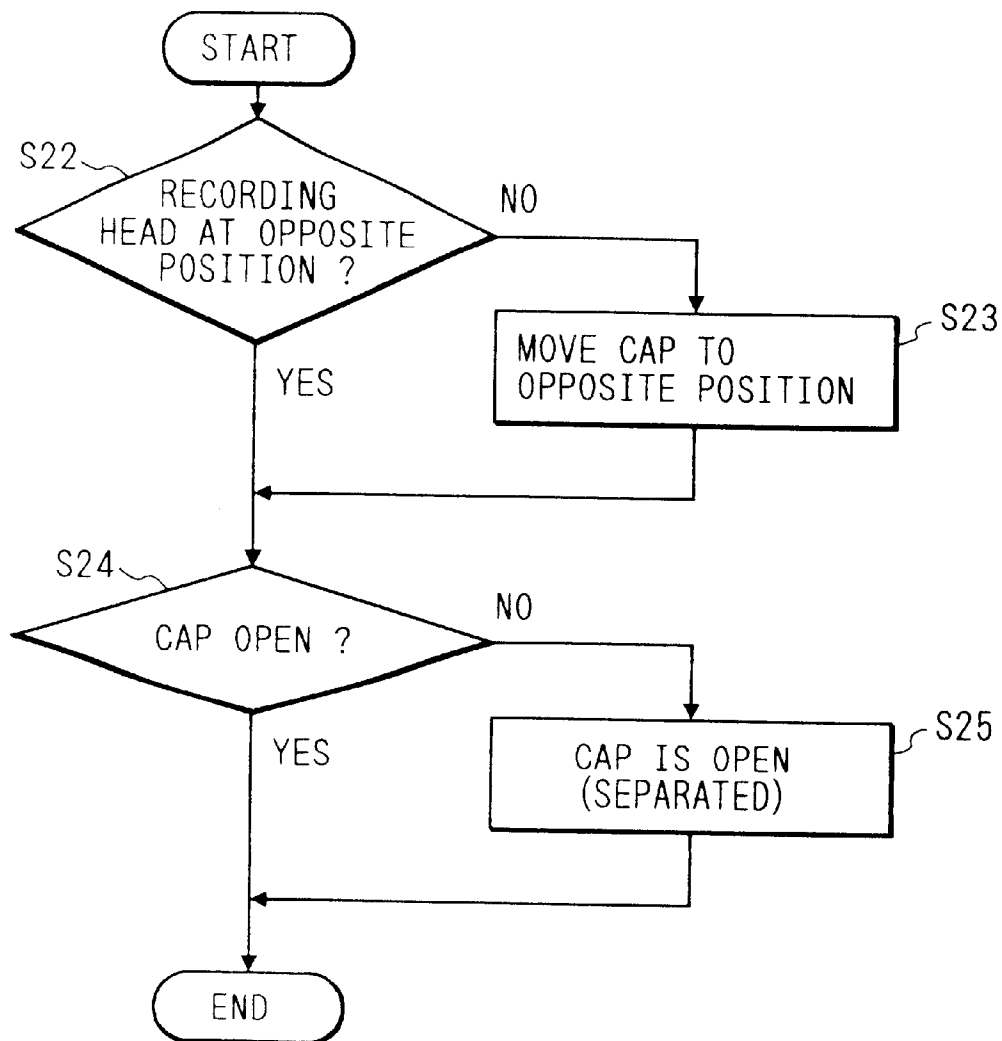 START
S22
RECORDING
HEAD AT OPPOSITE
POSITION ?
NO
YES
S23
MOVE CAP TO
OPPOSITE POSITION
S24
CAP OPEN ?
NO
YES
S25
CAP IS OPEN
(SEPARATED)
END